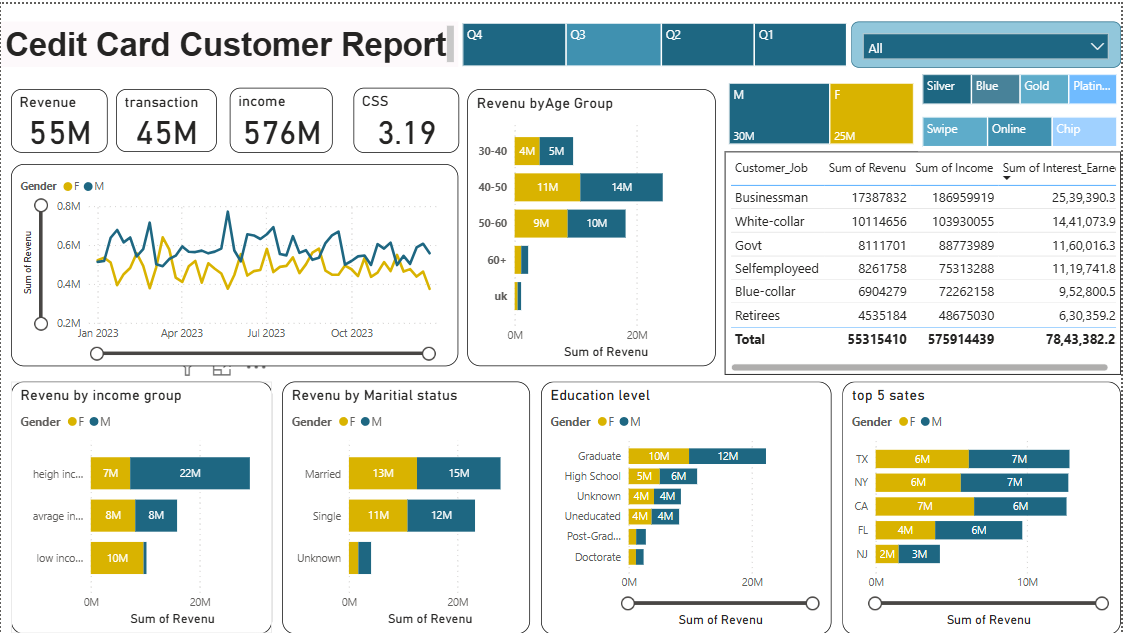 Cedit Card Customer Report
Q4 Q3 Q2 Q1
All
Revenue
55M
transaction
45M
income
576M
CSS
3.19
Revenu byAge Group
30-40 4M 5M
40-50 11M 14M
50-60 9M 10M
60+
uk
0M 20M
Sum of Revenu
M F
30M 25M
Silver Blue Gold Platin...
Swipe Online Chip
Gender F M
Sum of Revenu
0.8M
0.6M
0.4M
0.2M
Jan 2023 Apr 2023 Jul 2023 Oct 2023
Customer_Job Sum of Revenu Sum of Income Sum of Interest_Earne
Businessman 17387832 186959919 25,39,390.3
White-collar 10114656 103930055 14,41,073.9
Govt 8111701 88773989 11,60,016.3
Selfemployeed 8261758 75313288 11,19,741.8
Blue-collar 6904279 72262158 9,52,800.5
Retirees 4535184 48675030 6,30,359.2
Total 55315410 575914439 78,43,382.2
Revenu by income group
Gender F M
heigh inc... 7M 22M
avrage in... 8M 8M
low inco... 10M
0M 20M
Sum of Revenu
Revenu by Maritial status
Gender F M
Married 13M 15M
Single 11M 12M
Unknown
0M 20M
Sum of Revenu
Education level
Gender F M
Graduate 10M 12M
High School 5M 6M
Unknown 4M 4M
Uneducated 4M 4M
Post-Grad...
Doctorate
0M 20M
Sum of Revenu
top 5 sates
Gender F M
TX 6M 7M
NY 6M 7M
CA 7M 6M
FL 4M 6M
NJ 2M 3M
0M 10M
Sum of Revenu